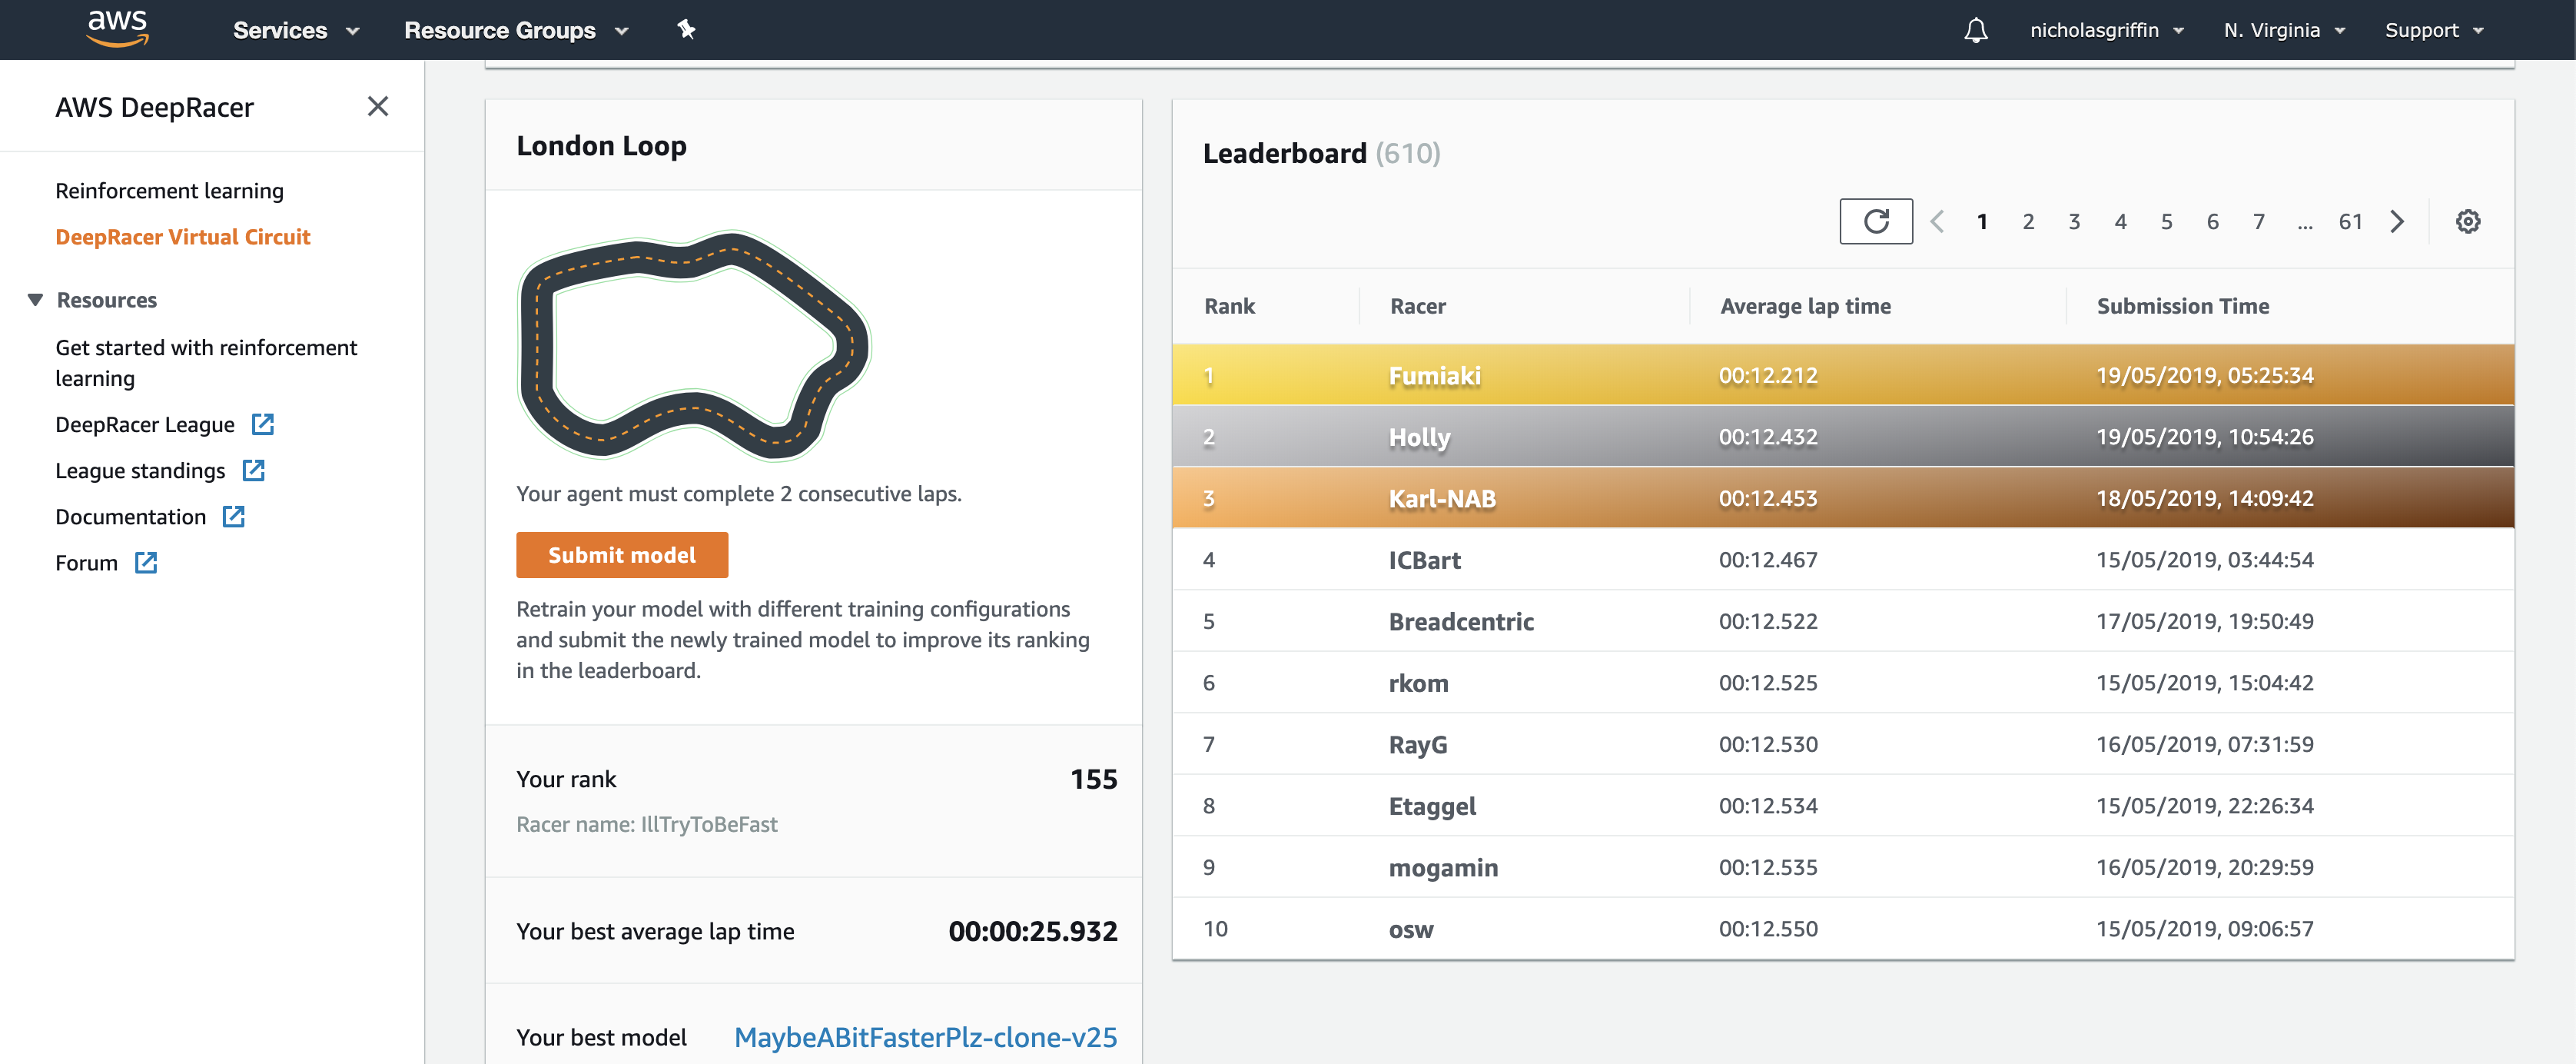 aws
Services
Resource Groups
nicholasgriffin
N. Virginia
Support
AWS DeepRacer
Reinforcement learning
DeepRacer Virtual Circuit
Resources
Get started with reinforcement
learning
DeepRacer League
League standings
Documentation
Forum
London Loop
Your agent must complete 2 consecutive laps.
Submit model
Retrain your model with different training configurations
and submit the newly trained model to improve its ranking
in the leaderboard.
Your rank 155
Racer name: IllTryToBeFast
Your best average lap time 00:00:25.932
Your best model MaybeABitFasterPlz-clone-v25
Leaderboard (610)
1 2 3 4 5 6 7 ... 61
Rank Racer Average lap time Submission Time
1 Fumiaki 00:12.212 19/05/2019, 05:25:34
2 Holly 00:12.432 19/05/2019, 10:54:26
3 Karl-NAB 00:12.453 18/05/2019, 14:09:42
4 ICBart 00:12.467 15/05/2019, 03:44:54
5 Breadcentric 00:12.522 17/05/2019, 19:50:49
6 rkom 00:12.525 15/05/2019, 15:04:42
7 RayG 00:12.530 16/05/2019, 07:31:59
8 Etaggel 00:12.534 15/05/2019, 22:26:34
9 mogamin 00:12.535 16/05/2019, 20:29:59
10 osw 00:12.550 15/05/2019, 09:06:57